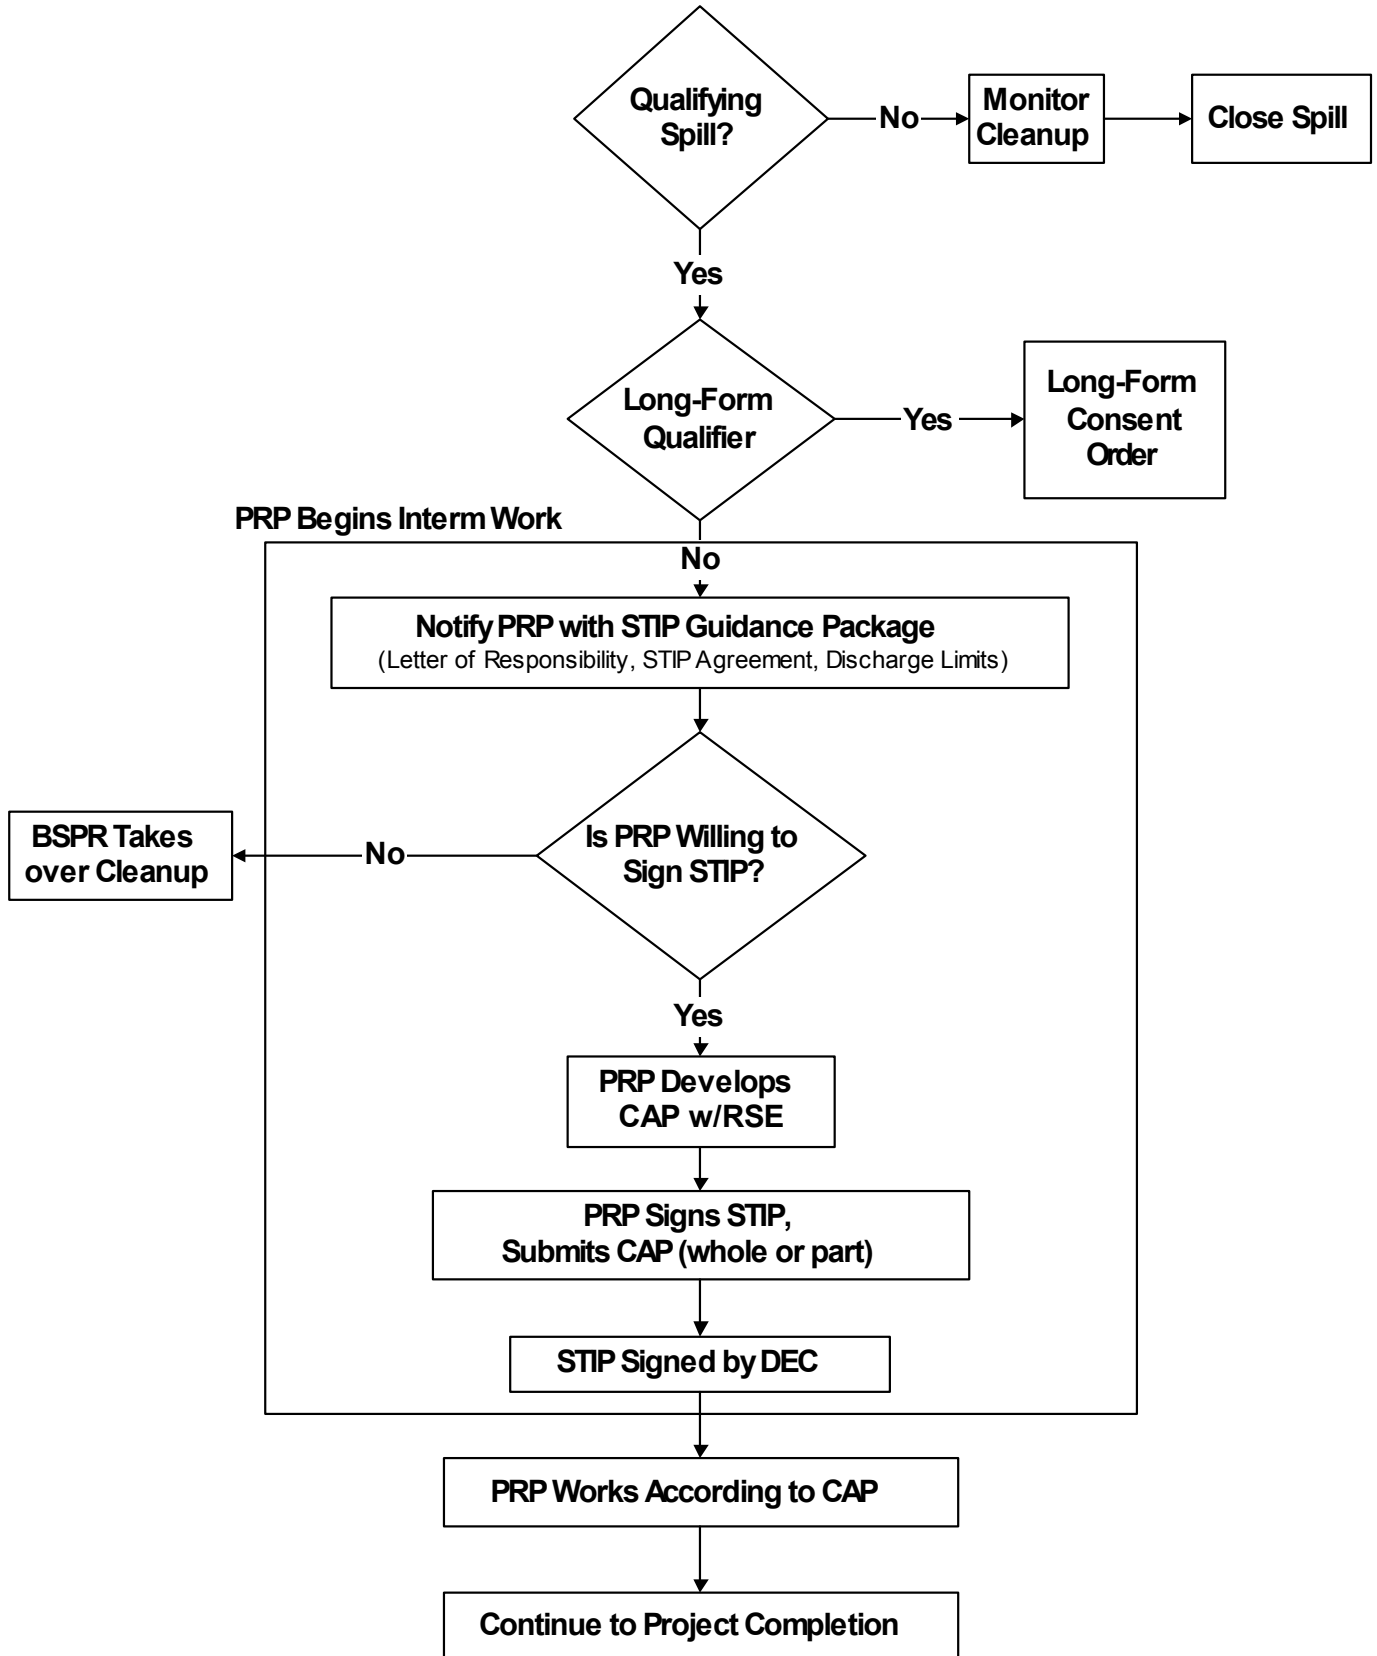 Qualifying
Spill?
No
Monitor
Cleanup
Close Spill
Yes
Long-Form
Qualifier
Yes
Long-Form
Consent
Order
PRP Begins Interm Work
No
Notify PRP with STIP Guidance Package
(Letter of Responsibility, STIP Agreement, Discharge Limits)
Is PRP Willing to
Sign STIP?
No
BSPR Takes
over Cleanup
Yes
PRP Develops
CAP w/RSE
PRP Signs STIP,
Submits CAP (whole or part)
STIP Signed by DEC
PRP Works According to CAP
Continue to Project Completion